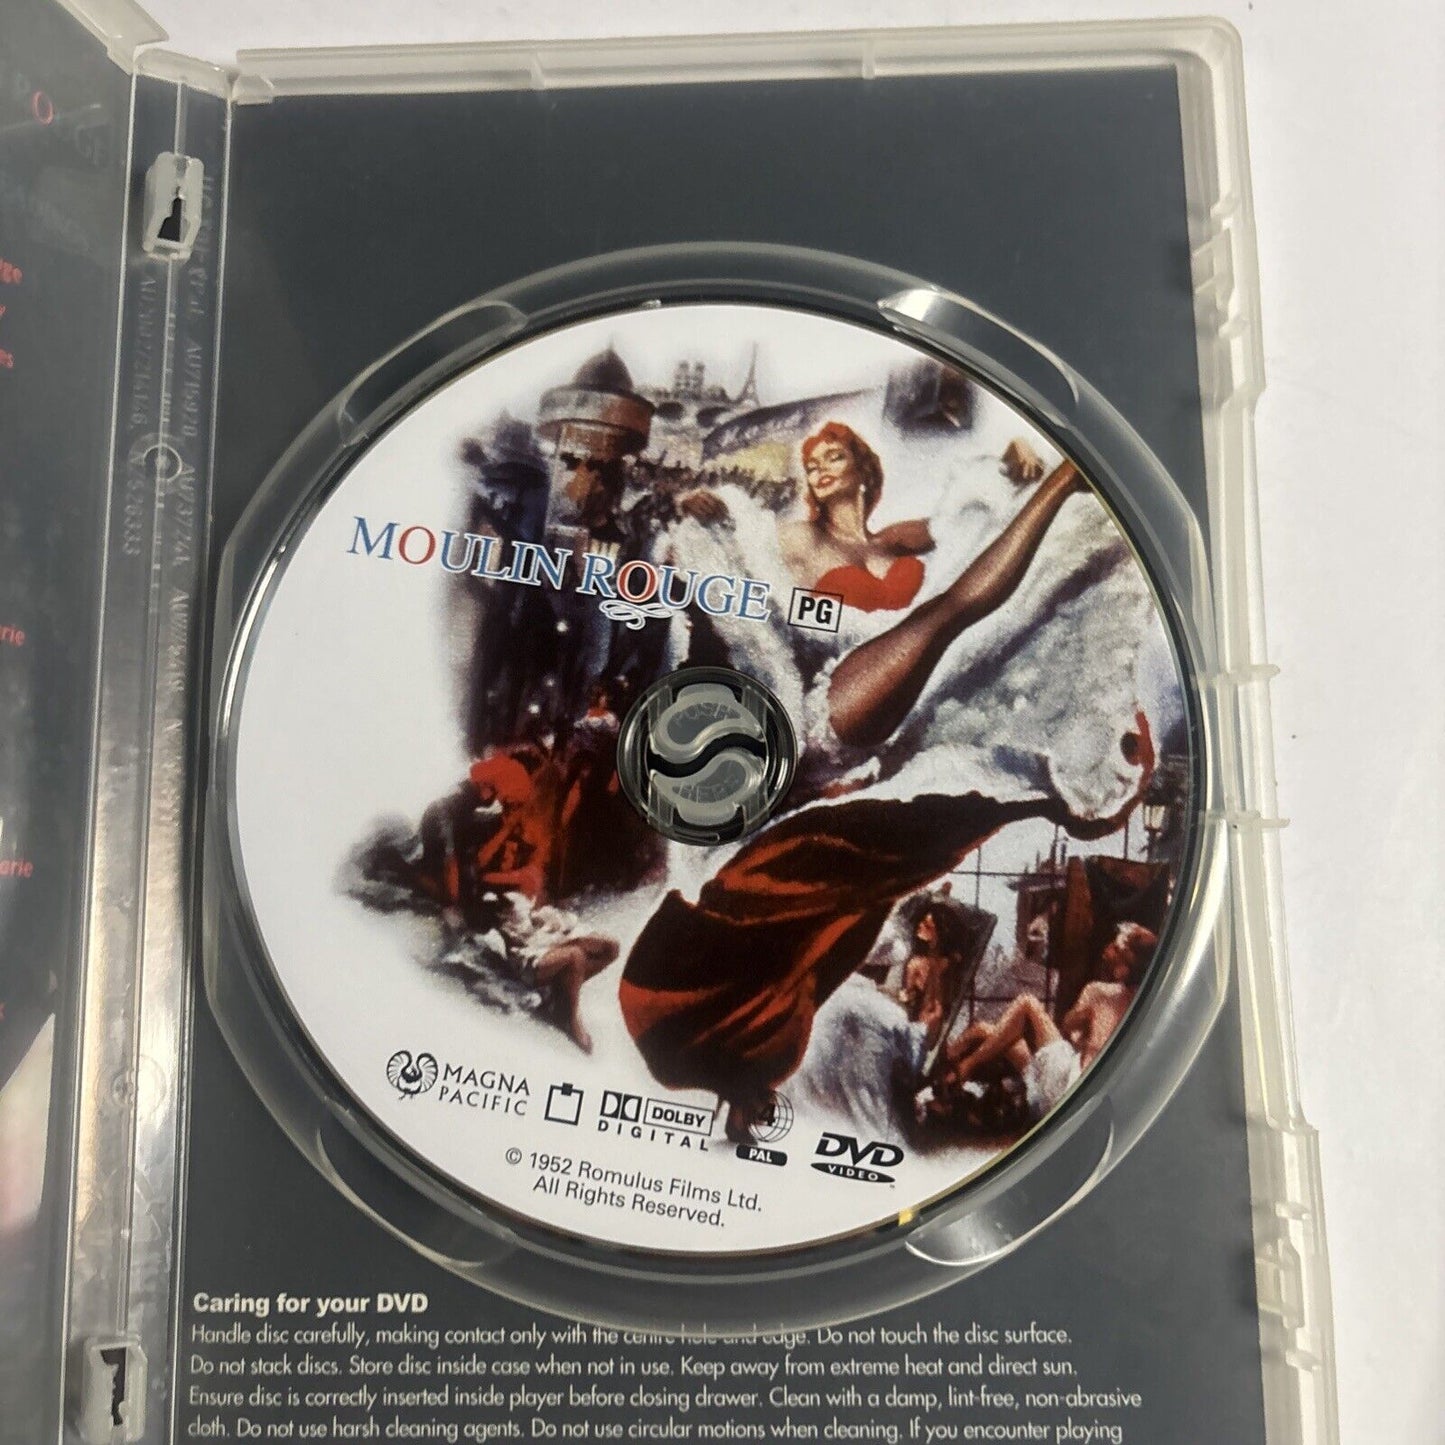 MOULIN ROUGE PG
PUSH
HERE
MAGNA
PACIFIC
DOLBY
DIGITAL
4
PAL
DVD
VIDEO
© 1952 Romulus Films Ltd.
All Rights Reserved.
Caring for your DVD
Handle disc carefully, making contact only with the centre hole and edge. Do not touch the disc surface.
Do not stack discs. Store disc inside case when not in use. Keep away from extreme heat and direct sun.
Ensure disc is correctly inserted inside player before closing drawer. Clean with a damp, lint-free, non-abrasive
cloth. Do not use harsh cleaning agents. Do not use circular motions when cleaning. If you encounter playing